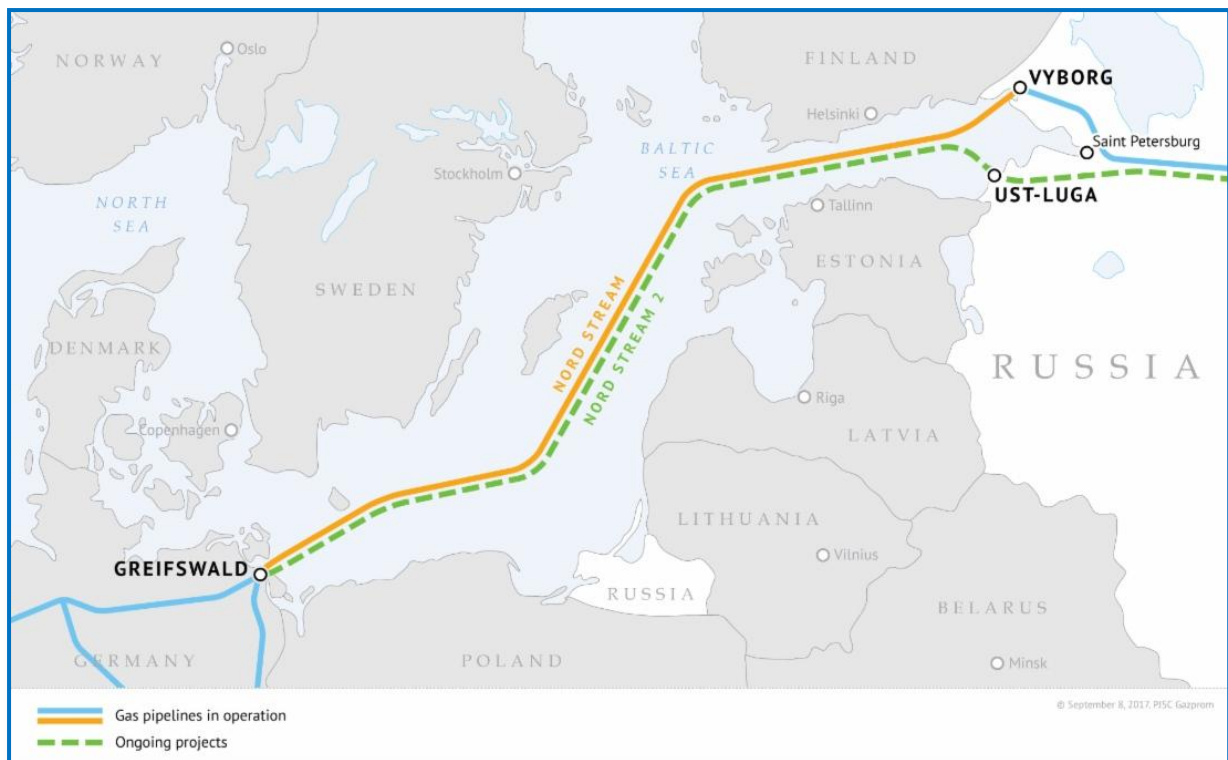 NORWAY
Oslo
FINLAND
VYBORG
Helsinki
Saint Petersburg
BALTIC
SEA
Stockholm
UST-LUGA
NORTH
SEA
Tallinn
ESTONIA
SWEDEN
NORD STREAM
NORD STREAM 2
DENMARK
RUSSIA
Riga
Copenhagen
LATVIA
LITHUANIA
Vilnius
GREIFSWALD
RUSSIA
BELARUS
GERMANY
POLAND
Minsk
Gas pipelines in operation
© September 8, 2017. PJSC Gazprom
Ongoing projects